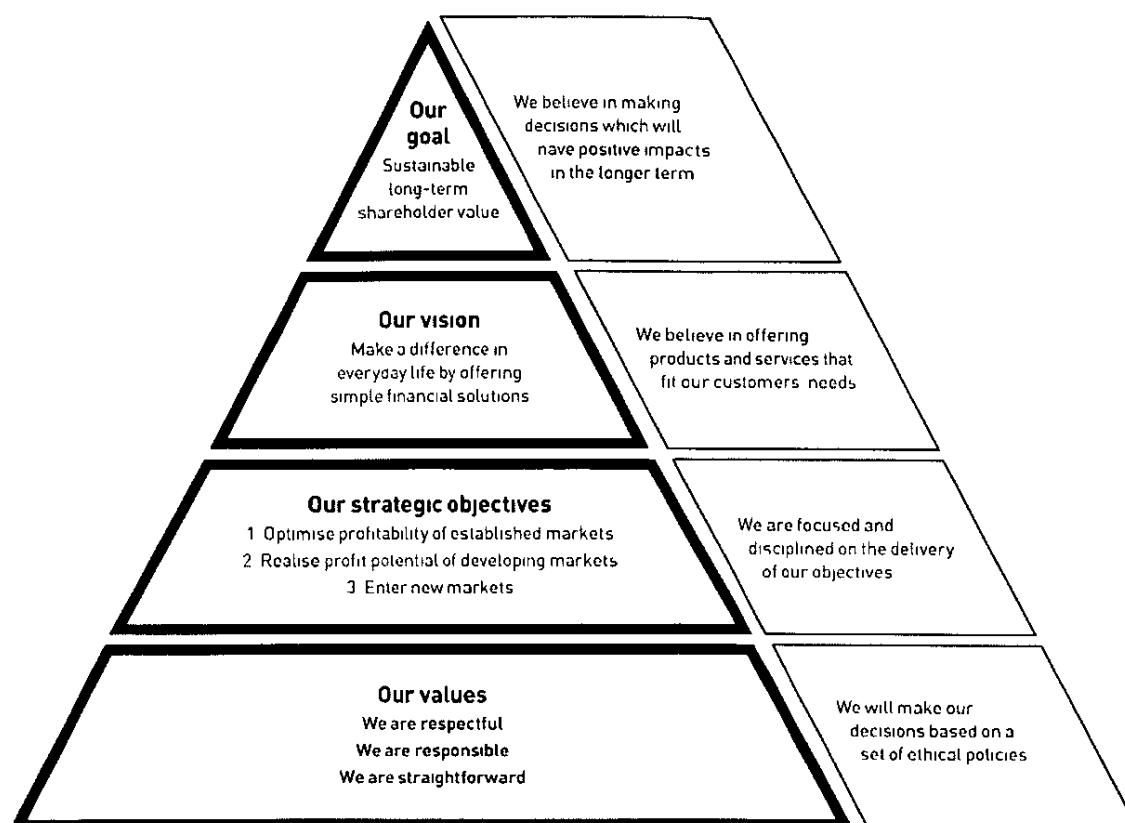 Our
goal
Sustainable
long-term
shareholder value
We believe in making
decisions which will
have positive impacts
in the longer term
Our vision
Make a difference in
everyday life by offering
simple financial solutions
We believe in offering
products and services that
fit our customers needs
Our strategic objectives
1 Optimise profitability of established markets
2 Realise profit potential of developing markets
3 Enter new markets
We are focused and
disciplined on the delivery
of our objectives
Our values
We are respectful
We are responsible
We are straightforward
We will make our
decisions based on a
set of ethical policies